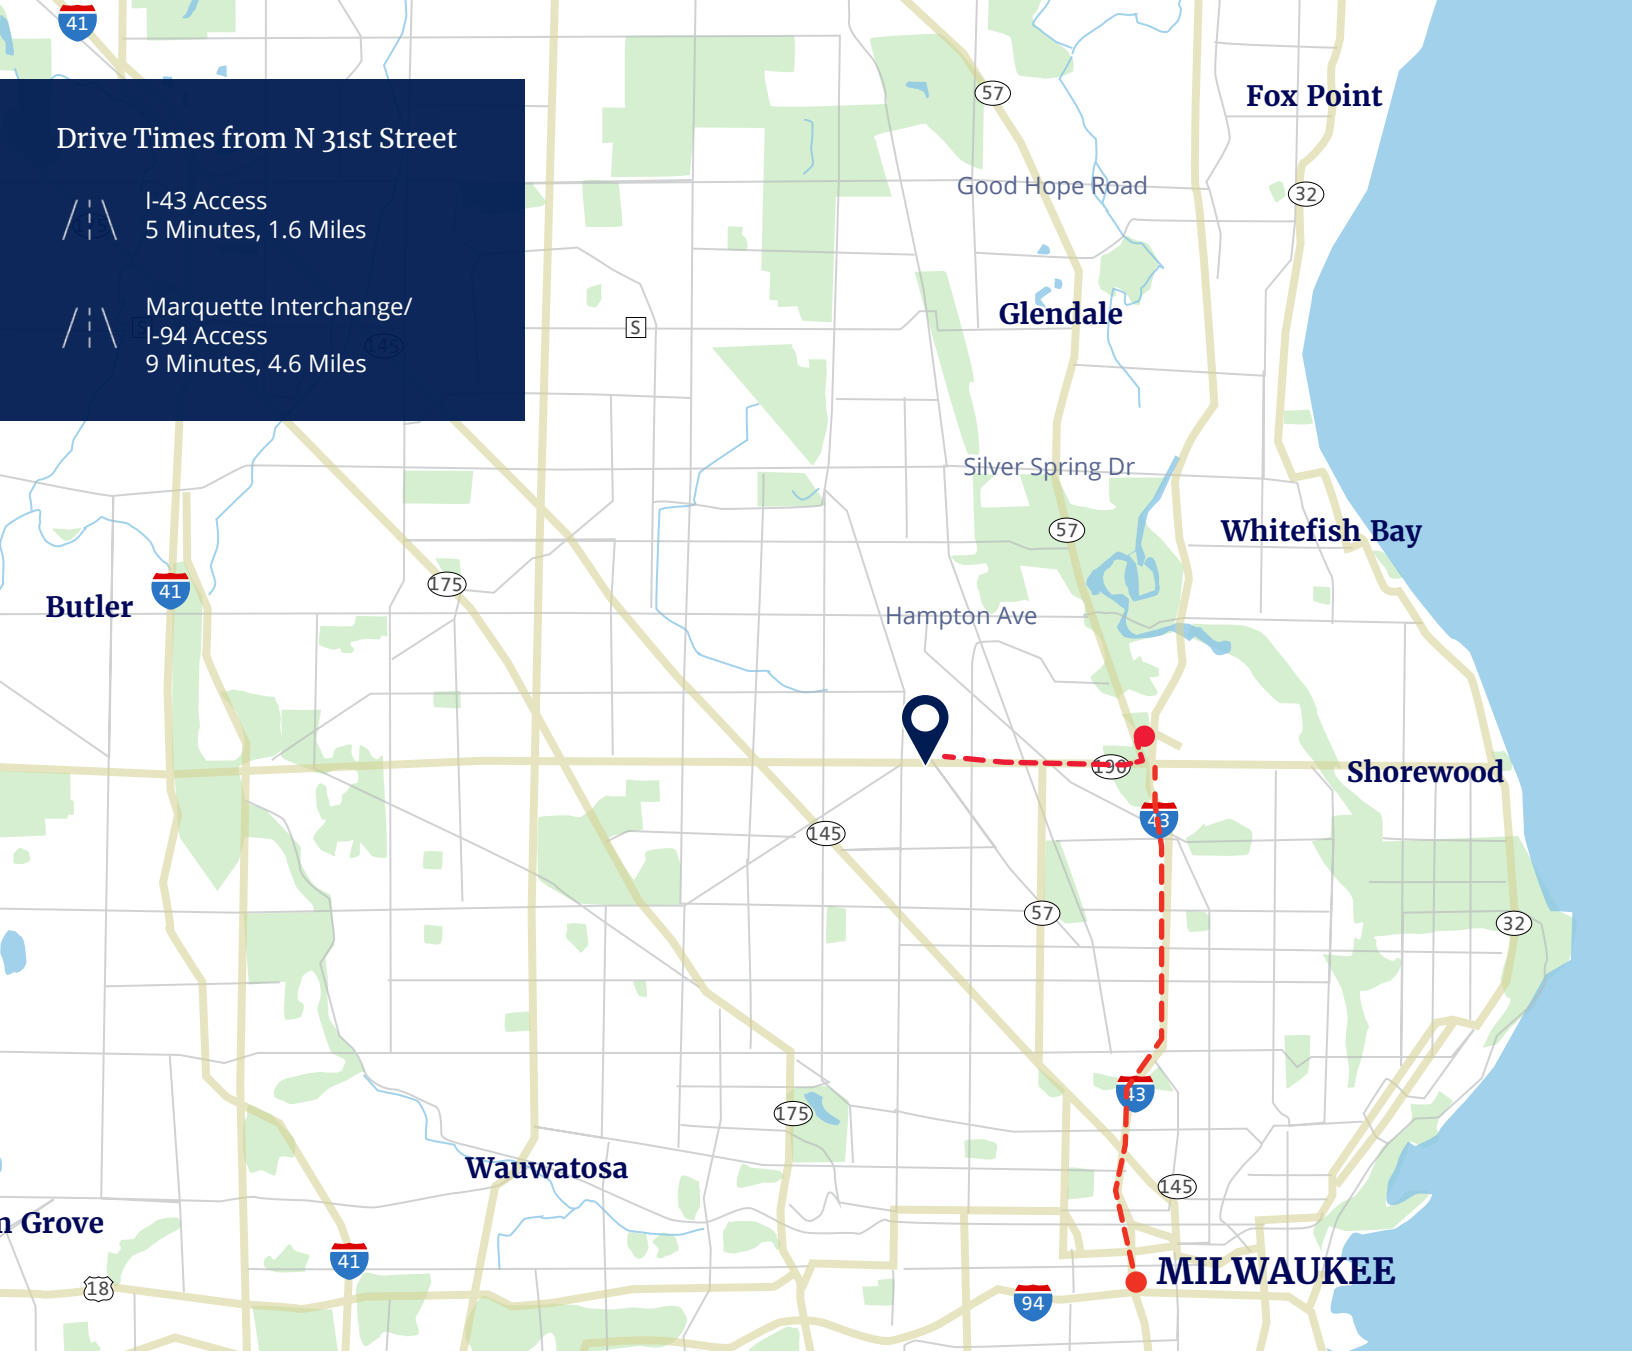 41
57
Fox Point
Drive Times from N 31st Street
Good Hope Road
32
I-43 Access
5 Minutes, 1.6 Miles
175
Marquette Interchange/
I-94 Access
9 Minutes, 4.6 Miles
Glendale
S
S
145
Silver Spring Dr
57
Whitefish Bay
41
175
Butler
Hampton Ave
190
Shorewood
43
145
57
32
43
175
Wauwatosa
145
n Grove
41
18
MILWAUKEE
94